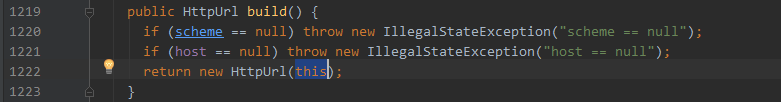 1219 public HttpUrl build() {
1220 if (scheme == null) throw new IllegalStateException("scheme == null");
1221 if (host == null) throw new IllegalStateException("host == null");
1222 return new HttpUrl(this);
1223 }